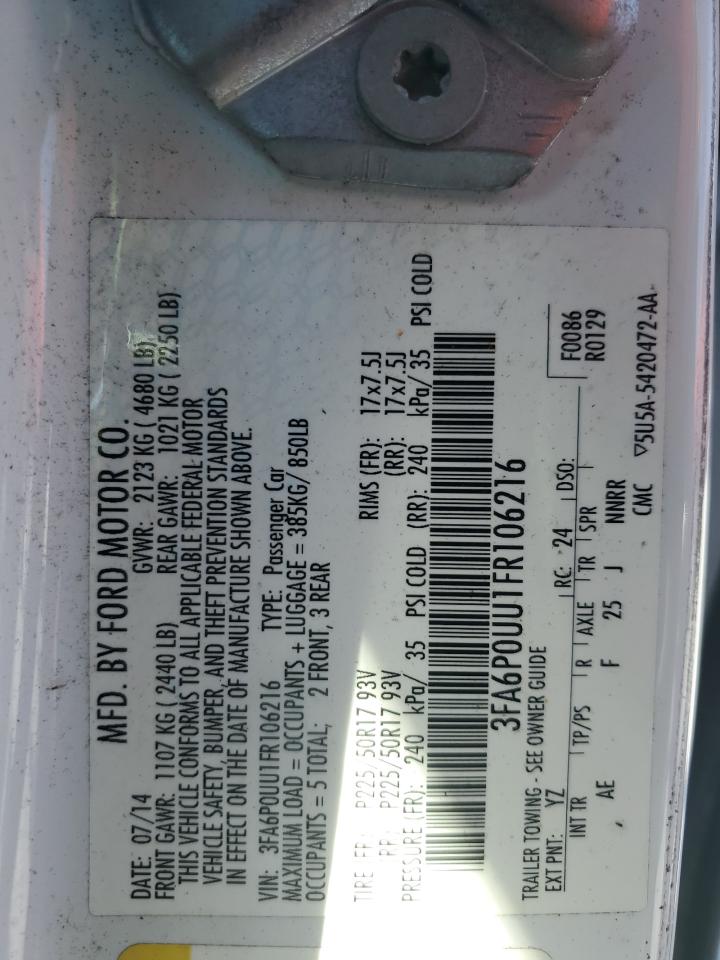 MFD. BY FORD MOTOR CO.
DATE: 07/14 GVWR: 2123 KG ( 4680 LB)
FRONT GAWR: 1107 KG ( 2440 LB) REAR GAWR: 1021 KG ( 2250 LB)
THIS VEHICLE CONFORMS TO ALL APPLICABLE FEDERAL MOTOR
VEHICLE SAFETY, BUMPER, AND THEFT PREVENTION STANDARDS
IN EFFECT ON THE DATE OF MANUFACTURE SHOWN ABOVE.
VIN: 3FA6P0UU1FR106216 TYPE: Passenger Car
MAXIMUM LOAD = OCCUPANTS + LUGGAGE = 385KG/ 850LB
OCCUPANTS = 5 TOTAL; 2 FRONT, 3 REAR
TIRE FR: P225/50R17 93V RIMS (FR): 17x7.5J
RR: P225/50R17 93V (RR): 17x7.5J
PRESSURE (FR): 240 kPa/ 35 PSI COLD (RR): 240 kPa/ 35 PSI COLD
3FA6P0UU1FR106216
TRAILER TOWING - SEE OWNER GUIDE
EXT PNT: YZ RC: 24 DSO: F0086
R0129
INT TR TP/PS R AXLE TR SPR
AE F 25 J NNRR
CMC ▽5U5A-5420472-AA